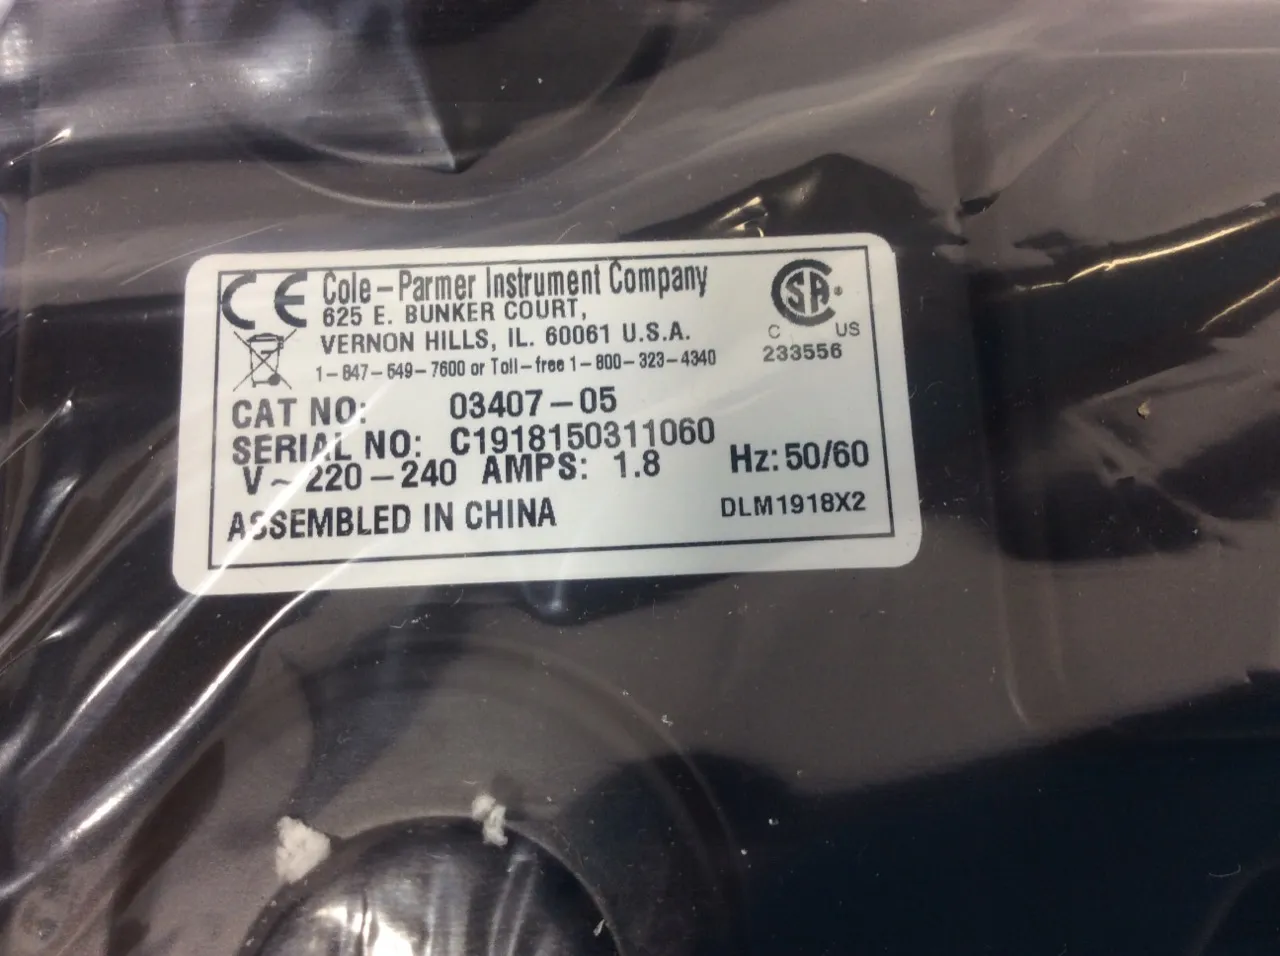 CE Cole-Parmer Instrument Company
625 E. BUNKER COURT,
VERNON HILLS, IL. 60061 U.S.A.
1-847-549-7600 or Toll-free 1-800-323-4340
CSA®
C US
233556
CAT NO: 03407-05
SERIAL NO: C1918150311060
V~ 220-240 AMPS: 1.8 Hz: 50/60
ASSEMBLED IN CHINA DLM1918X2